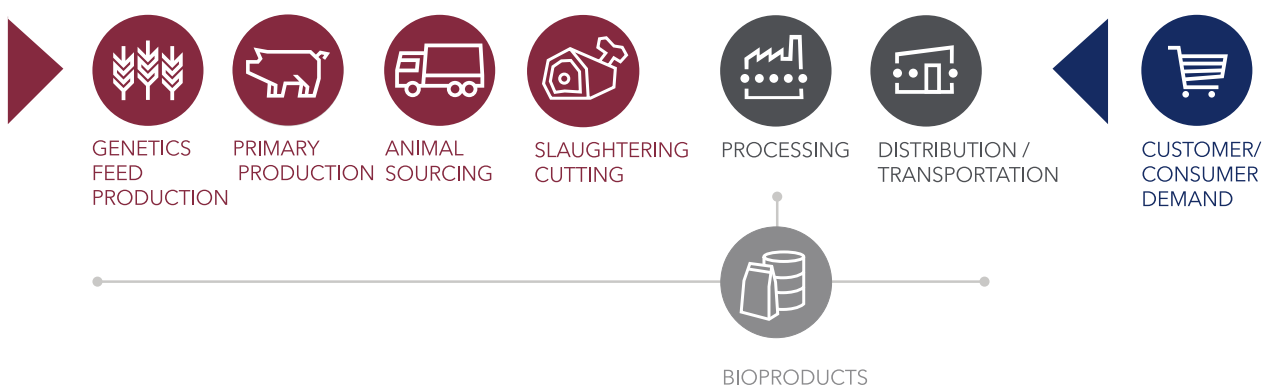 GENETICS
FEED
PRODUCTION
PRIMARY
PRODUCTION
ANIMAL
SOURCING
SLAUGHTERING
CUTTING
PROCESSING
DISTRIBUTION /
TRANSPORTATION
CUSTOMER/
CONSUMER
DEMAND
BIOPRODUCTS